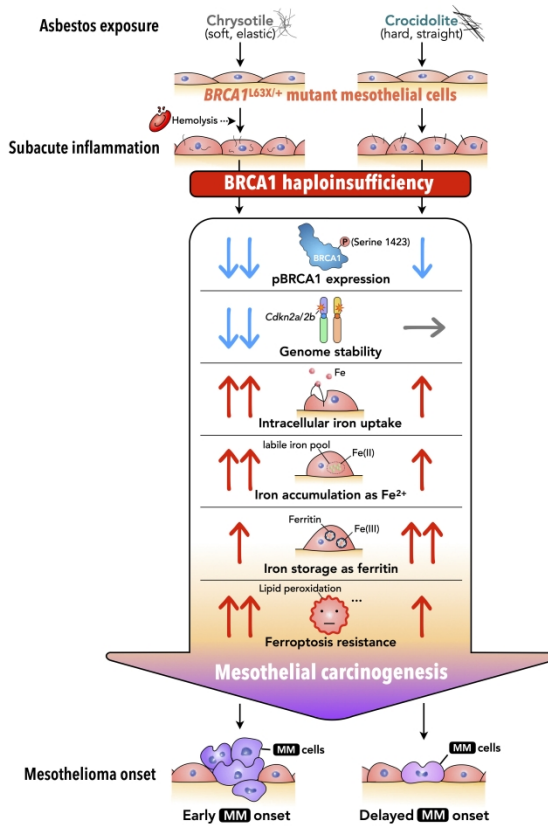 Asbestos exposure
Chrysotile
(soft, elastic)
Crocidolite
(hard, straight)
BRCA1L63X/+ mutant mesothelial cells
Hemolysis
Subacute inflammation
BRCA1 haploinsufficiency
P (Serine 1423)
BRCA1
pBRCA1 expression
Cdkn2a/2b
Genome stability
Fe
Intracellular iron uptake
labile iron pool
Fe(II)
Iron accumulation as Fe²⁺
Ferritin
Fe(III)
Iron storage as ferritin
Lipid peroxidation
...
Ferroptosis resistance
Mesothelial carcinogenesis
MM cells
MM cells
Mesothelioma onset
Early MM onset
Delayed MM onset